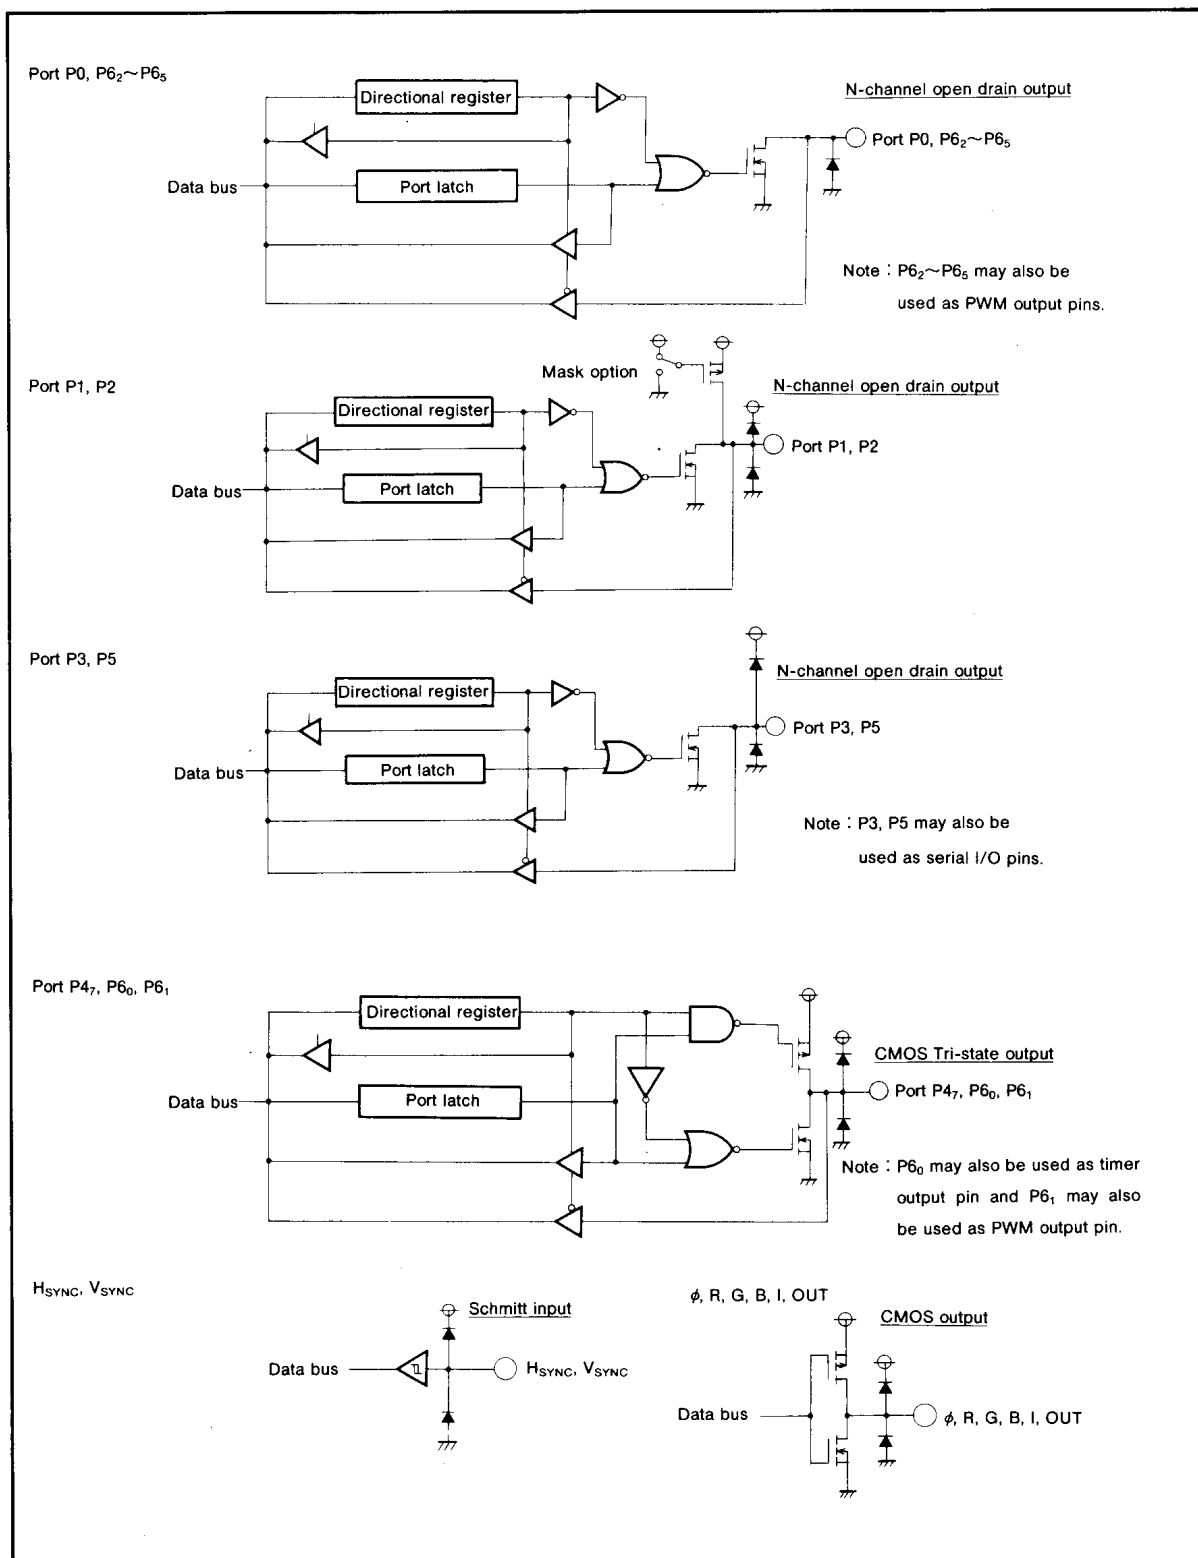 Port P0, P6₂~P6₅
Directional register
N-channel open drain output
Port P0, P6₂~P6₅
Data bus
Port latch
Note : P6₂~P6₅ may also be
used as PWM output pins.
Mask option
Port P1, P2
N-channel open drain output
Directional register
Port P1, P2
Data bus
Port latch
Port P3, P5
N-channel open drain output
Directional register
Port P3, P5
Data bus
Port latch
Note : P3, P5 may also be
used as serial I/O pins.
Port P4₇, P6₀, P6₁
Directional register
CMOS Tri-state output
Port P4₇, P6₀, P6₁
Data bus
Port latch
Note : P6₀ may also be used as timer
output pin and P6₁ may also
be used as PWM output pin.
HSYNC, VSYNC
Schmitt input
Data bus
HSYNC, VSYNC
ϕ, R, G, B, I, OUT
CMOS output
Data bus
ϕ, R, G, B, I, OUT